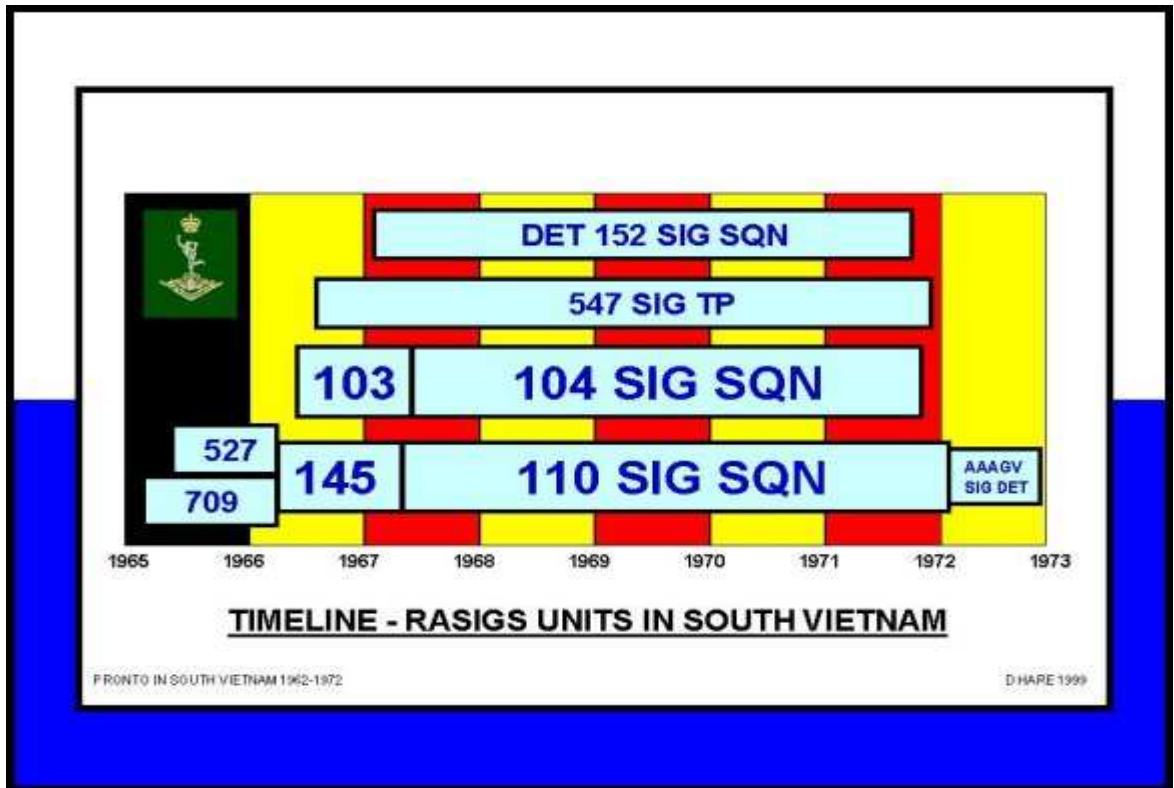 DET 152 SIG SQN
547 SIG TP
103
104 SIG SQN
527
709
145
110 SIG SQN
AAAGV
SIG DET
1965 1966 1967 1968 1969 1970 1971 1972 1973
TIMELINE - RASIGS UNITS IN SOUTH VIETNAM
PRONTO IN SOUTH VIETNAM 1962-1972
D HARE 1999